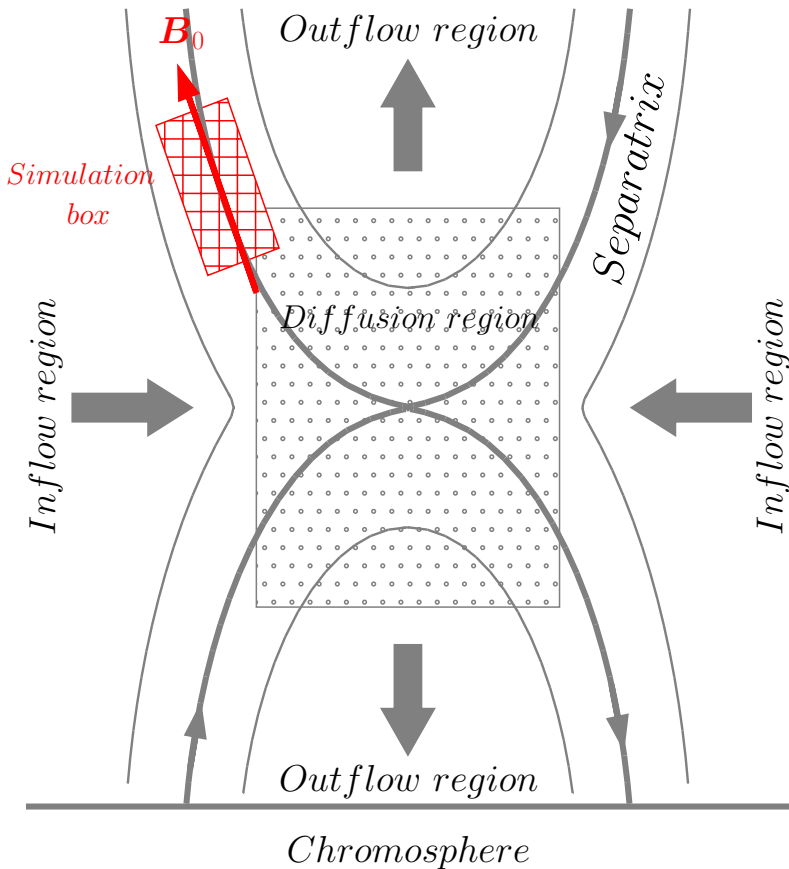 B₀
Outflow region
Separatrix
Simulation
box
Diffusion region
Inflow region
Inflow region
Outflow region
Chromosphere